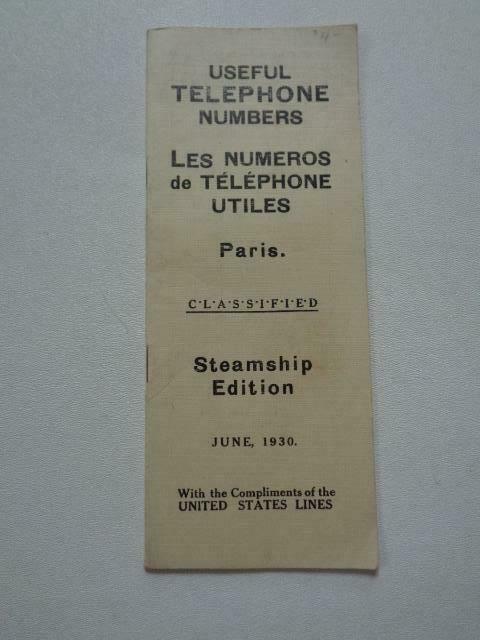 USEFUL
TELEPHONE
NUMBERS
LES NUMEROS
de TÉLÉPHONE
UTILES
Paris.
C·L·A·S·S·I·F·I·E·D
Steamship
Edition
JUNE, 1930.
With the Compliments of the
UNITED STATES LINES